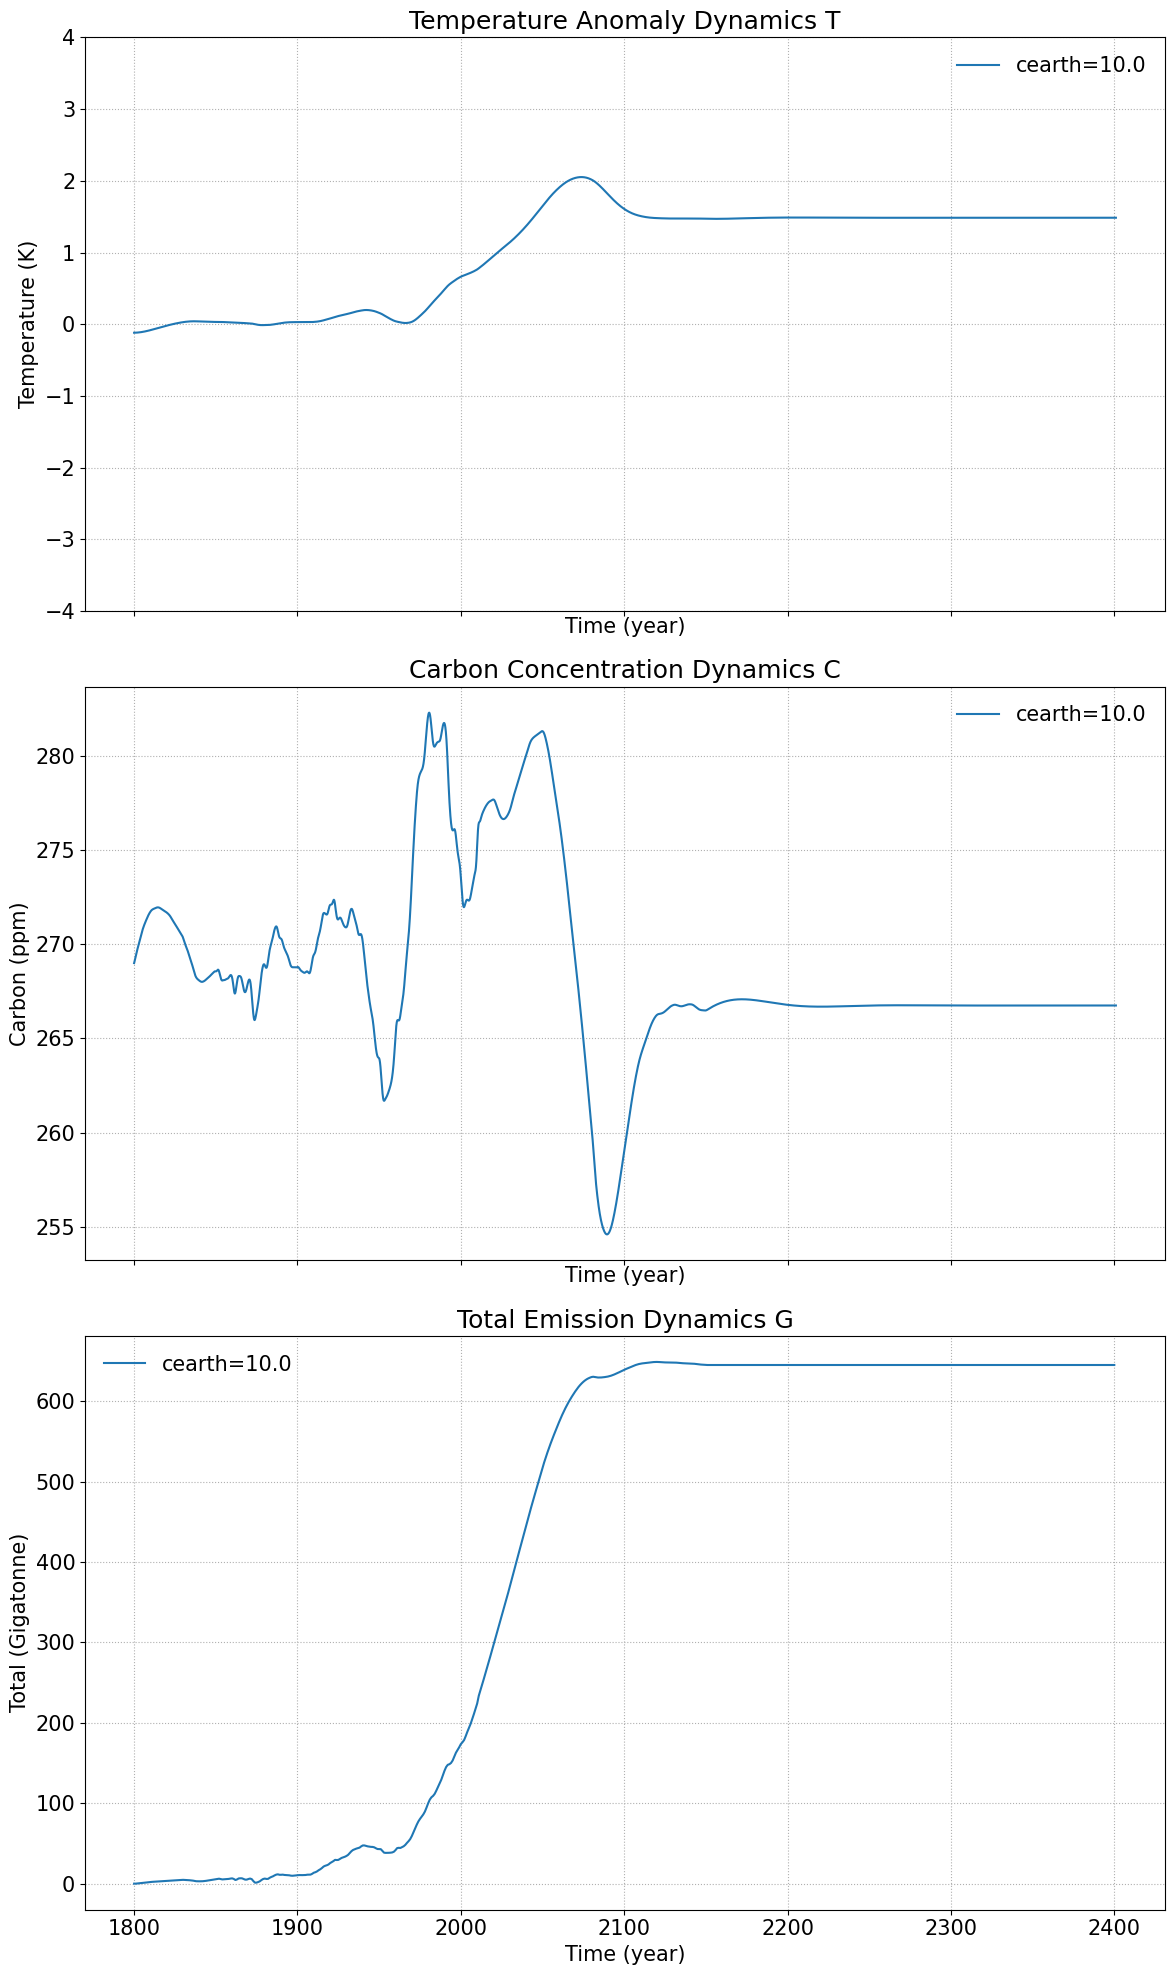 Temperature Anomaly Dynamics T
cearth=10.0
4
3
2
1
0
−1
−2
−3
−4
Temperature (K)
Time (year)
Carbon Concentration Dynamics C
cearth=10.0
280
275
270
265
260
255
Carbon (ppm)
Time (year)
Total Emission Dynamics G
cearth=10.0
600
500
400
300
200
100
0
Total (Gigatonne)
1800 1900 2000 2100 2200 2300 2400
Time (year)